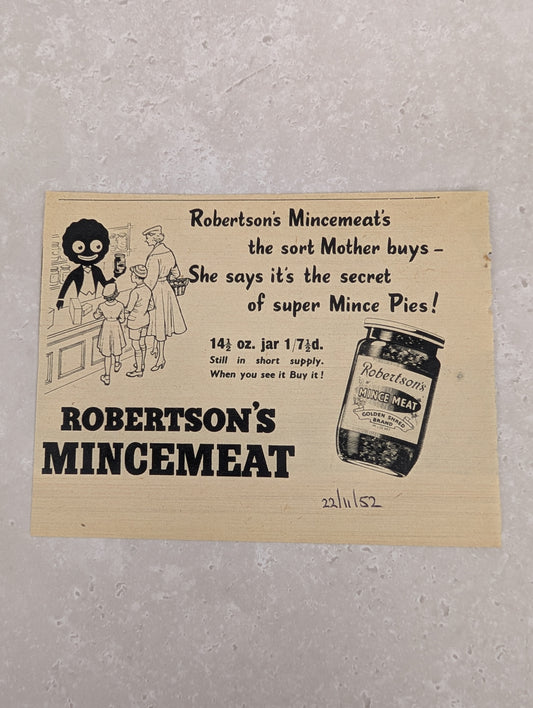 Robertson's Mincemeat's
the sort Mother buys –
She says it's the secret
of super Mince Pies!
14½ oz. jar 1/7½d.
Still in short supply.
When you see it Buy it!
Robertson's
MINCE MEAT
GOLDEN SHRED
BRAND
ROBERTSON'S
MINCEMEAT
22/11/52